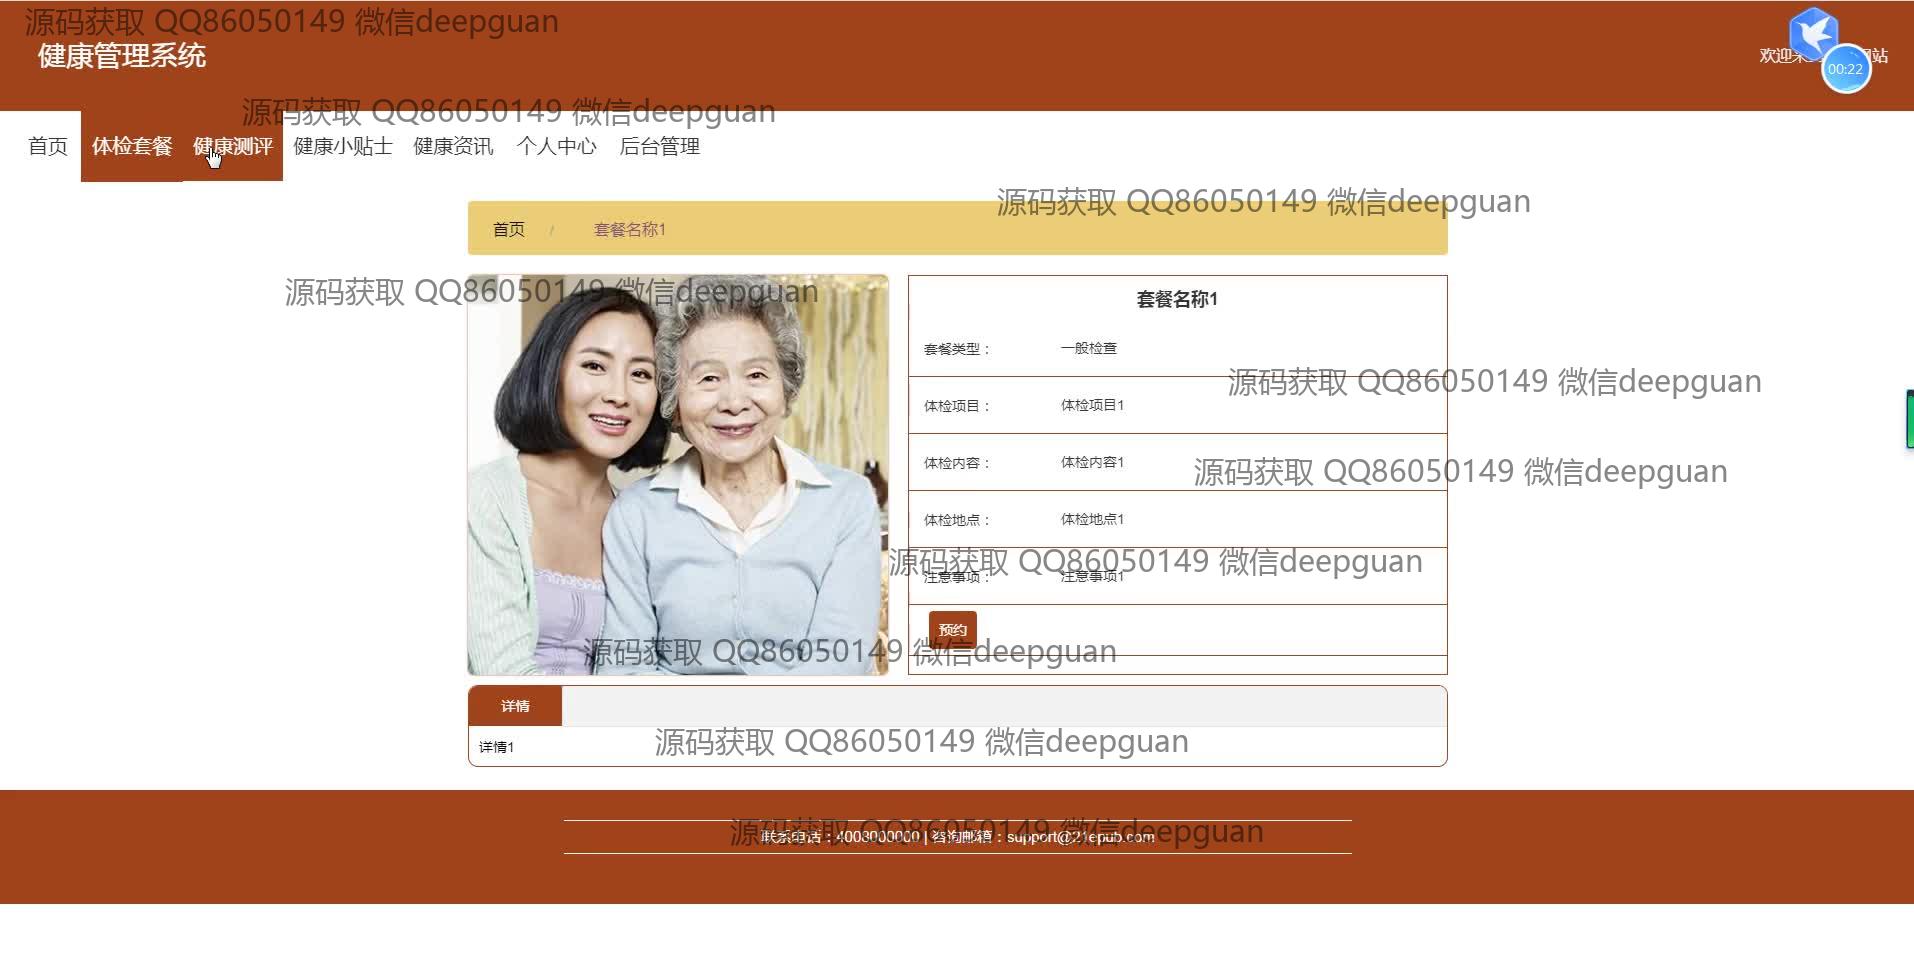 源码获取 QQ86050149 微信deepguan
健康管理系统
欢迎来
网站
00:22
源码获取 QQ86050149 微信deepguan
首页 体检套餐 健康测评 健康小贴士 健康资讯 个人中心 后台管理
源码获取 QQ86050149 微信deepguan
首页 / 套餐名称1
源码获取 QQ86050149 微信deepguan
套餐名称1
套餐类型： 一般检查
源码获取 QQ86050149 微信deepguan
体检项目： 体检项目1
体检内容： 体检内容1
源码获取 QQ86050149 微信deepguan
体检地点： 体检地点1
源码获取 QQ86050149 微信deepguan
注意事项： 注意事项1
预约
源码获取 QQ86050149 微信deepguan
详情
详情1
源码获取 QQ86050149 微信deepguan
源码获取 QQ86050149 微信deepguan
联系电话：4008000000 | 咨询邮箱：support@21epub.com